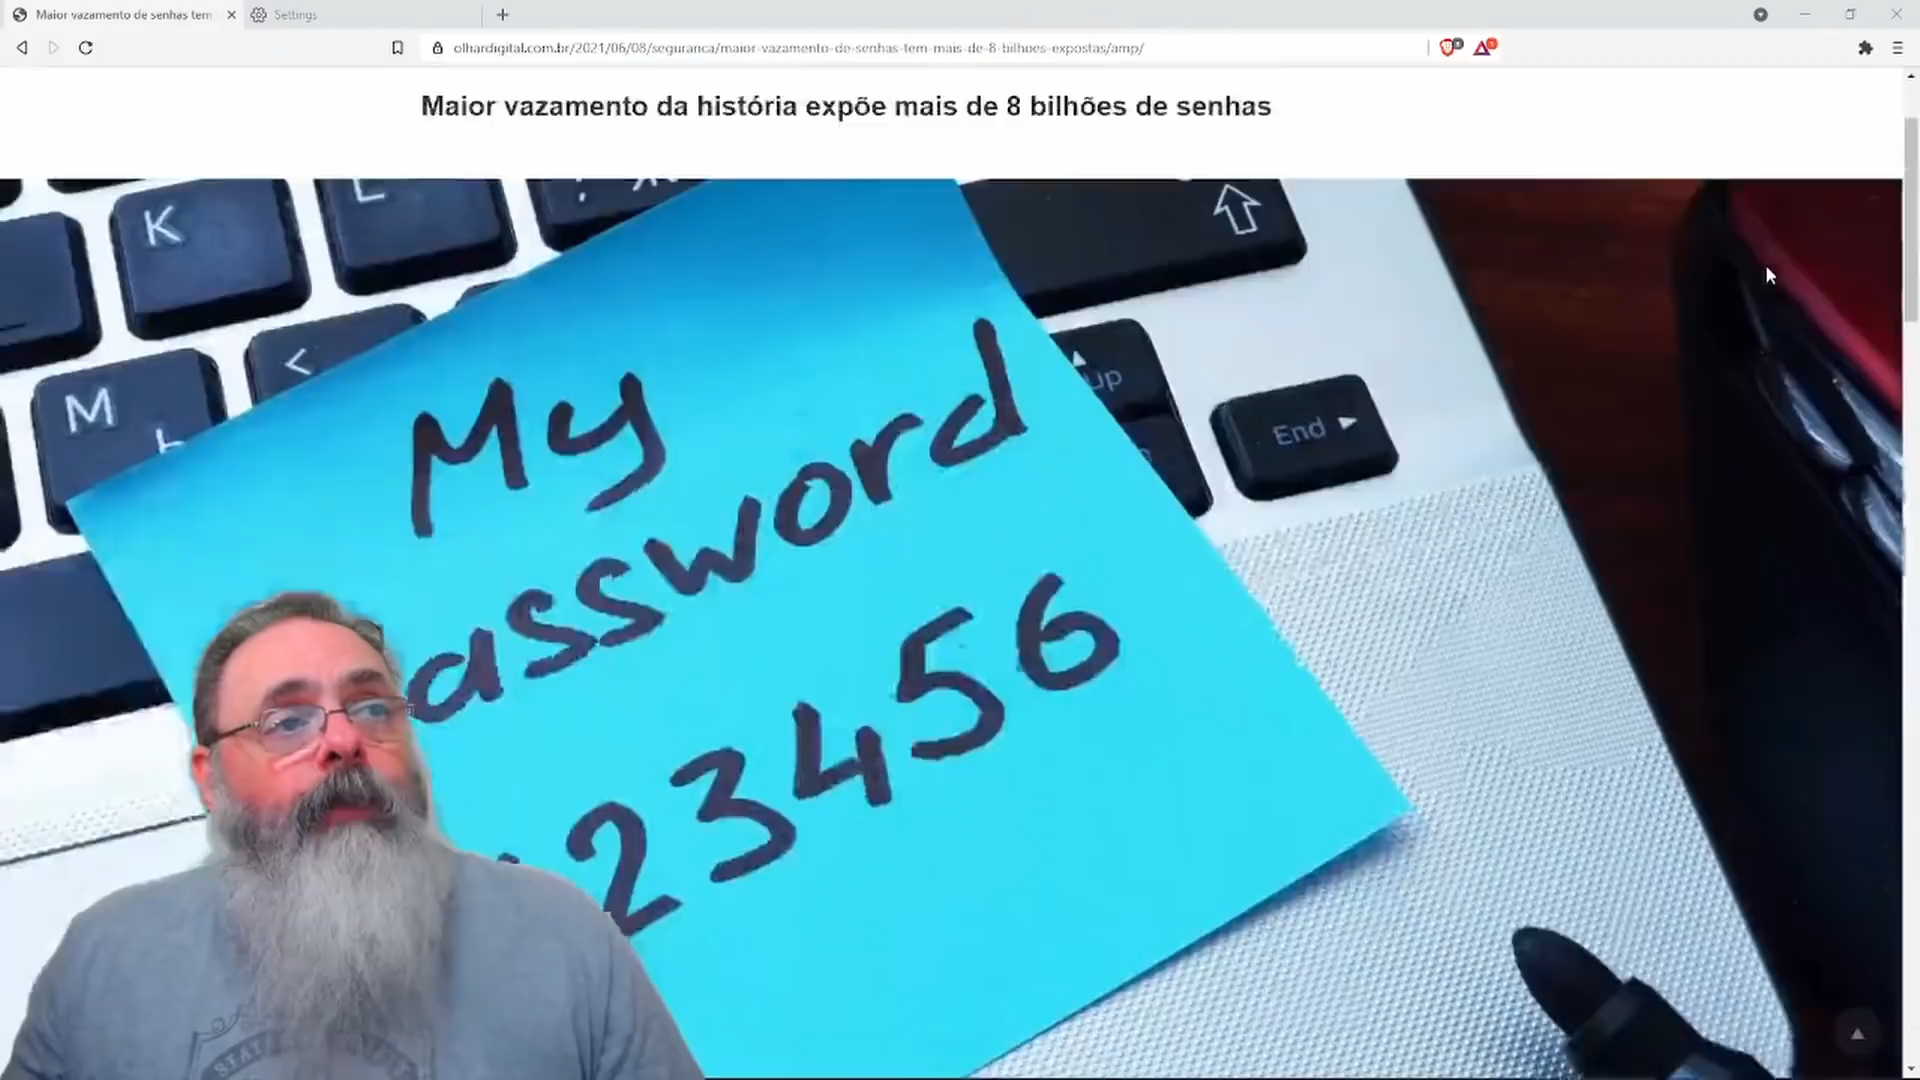 Maior vazamento de senhas tem
Settings
olhardigital.com.br/2021/06/08/seguranca/maior-vazamento-de-senhas-tem-mais-de-8-bilhoes-expostas/amp/
Maior vazamento da história expõe mais de 8 bilhões de senhas
K
L
M
<
up
End
My
assword
23456